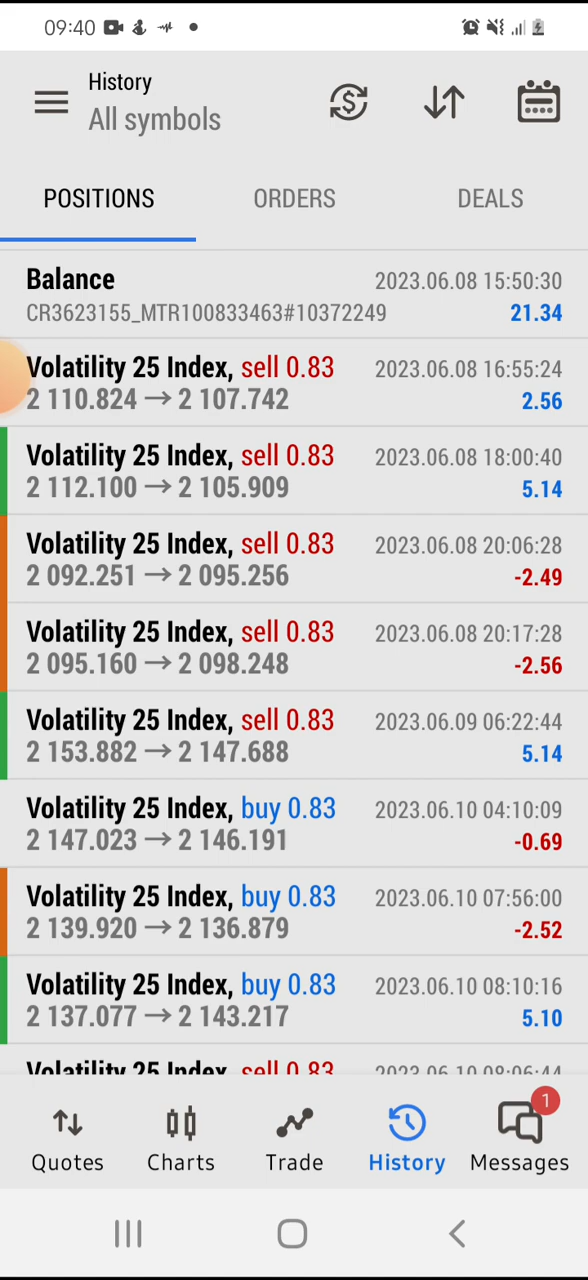 09:40
History
All symbols
POSITIONS ORDERS DEALS
Balance 2023.06.08 15:50:30
CR3623155_MTR100833463#10372249 21.34
Volatility 25 Index, sell 0.83 2023.06.08 16:55:24
2 110.824 → 2 107.742 2.56
Volatility 25 Index, sell 0.83 2023.06.08 18:00:40
2 112.100 → 2 105.909 5.14
Volatility 25 Index, sell 0.83 2023.06.08 20:06:28
2 092.251 → 2 095.256 -2.49
Volatility 25 Index, sell 0.83 2023.06.08 20:17:28
2 095.160 → 2 098.248 -2.56
Volatility 25 Index, sell 0.83 2023.06.09 06:22:44
2 153.882 → 2 147.688 5.14
Volatility 25 Index, buy 0.83 2023.06.10 04:10:09
2 147.023 → 2 146.191 -0.69
Volatility 25 Index, buy 0.83 2023.06.10 07:56:00
2 139.920 → 2 136.879 -2.52
Volatility 25 Index, buy 0.83 2023.06.10 08:10:16
2 137.077 → 2 143.217 5.10
Volatility 25 Index, sell 0.83
1
Quotes Charts Trade History Messages